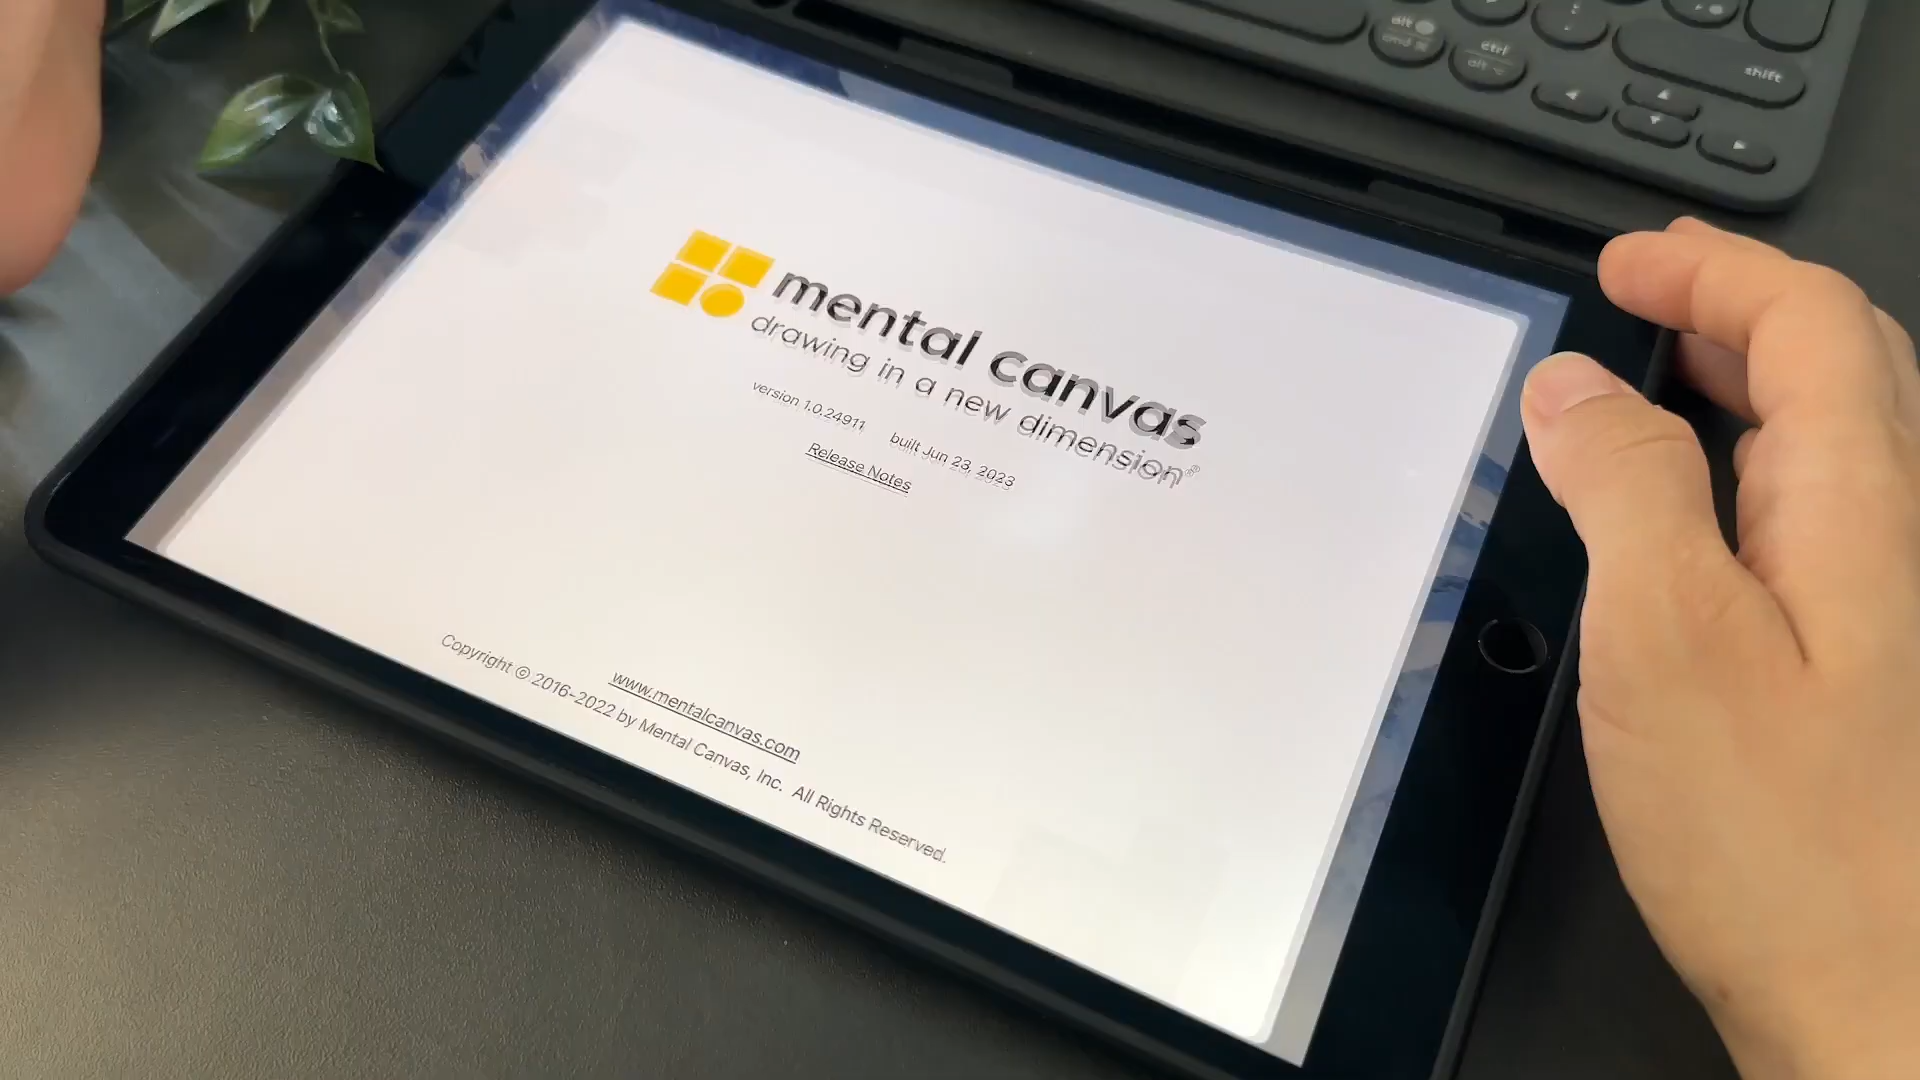 mental canvas
drawing in a new dimension®
version 1.0.24911 built Jun 23, 2023
Release Notes
www.mentalcanvas.com
Copyright © 2016-2022 by Mental Canvas, Inc. All Rights Reserved.
alt
cmd ⌘
ctrl
alt ⌥
shift